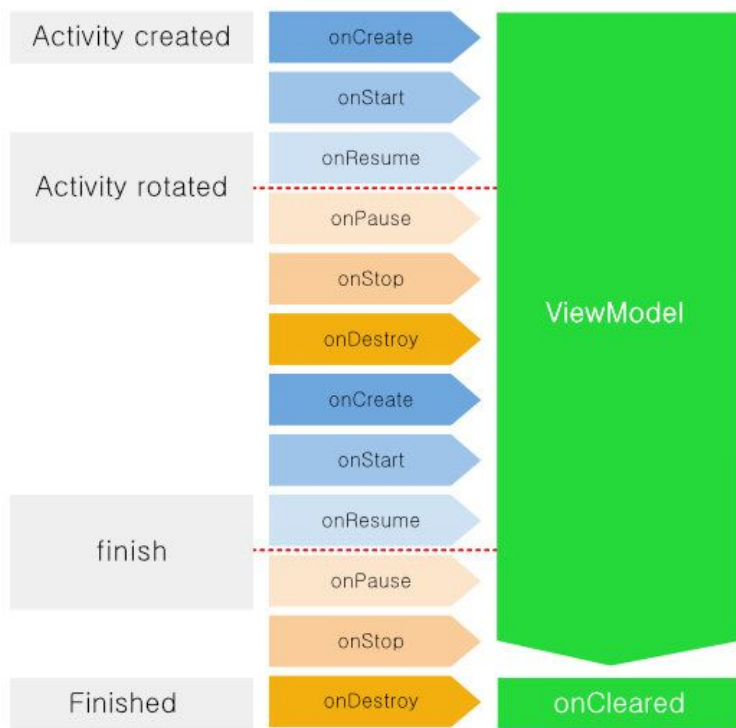 Activity created
onCreate
onStart
onResume
Activity rotated
onPause
onStop
onDestroy
ViewModel
onCreate
onStart
onResume
finish
onPause
onStop
Finished
onDestroy
onCleared